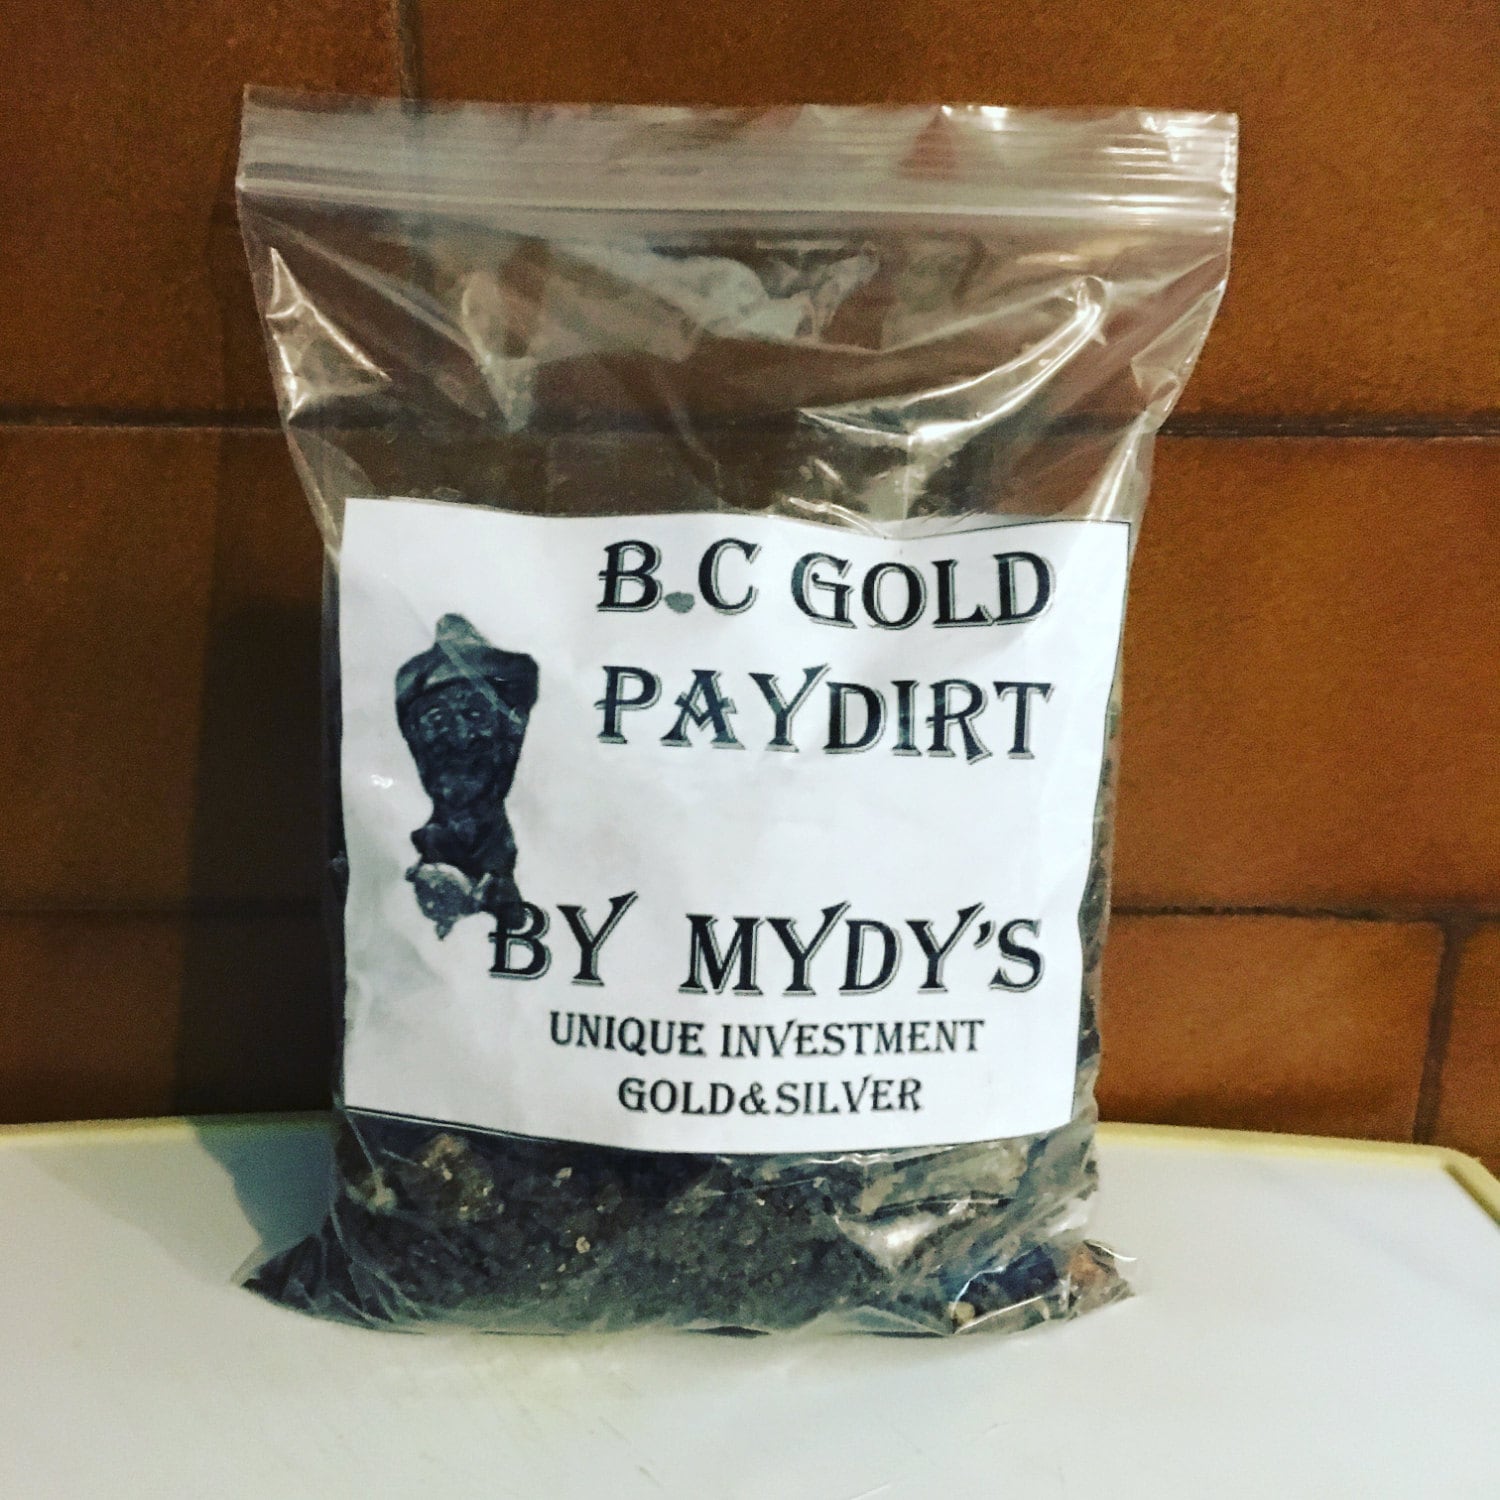 B.C GOLD
PAYDIRT
BY MYDY'S
UNIQUE INVESTMENT
GOLD&SILVER